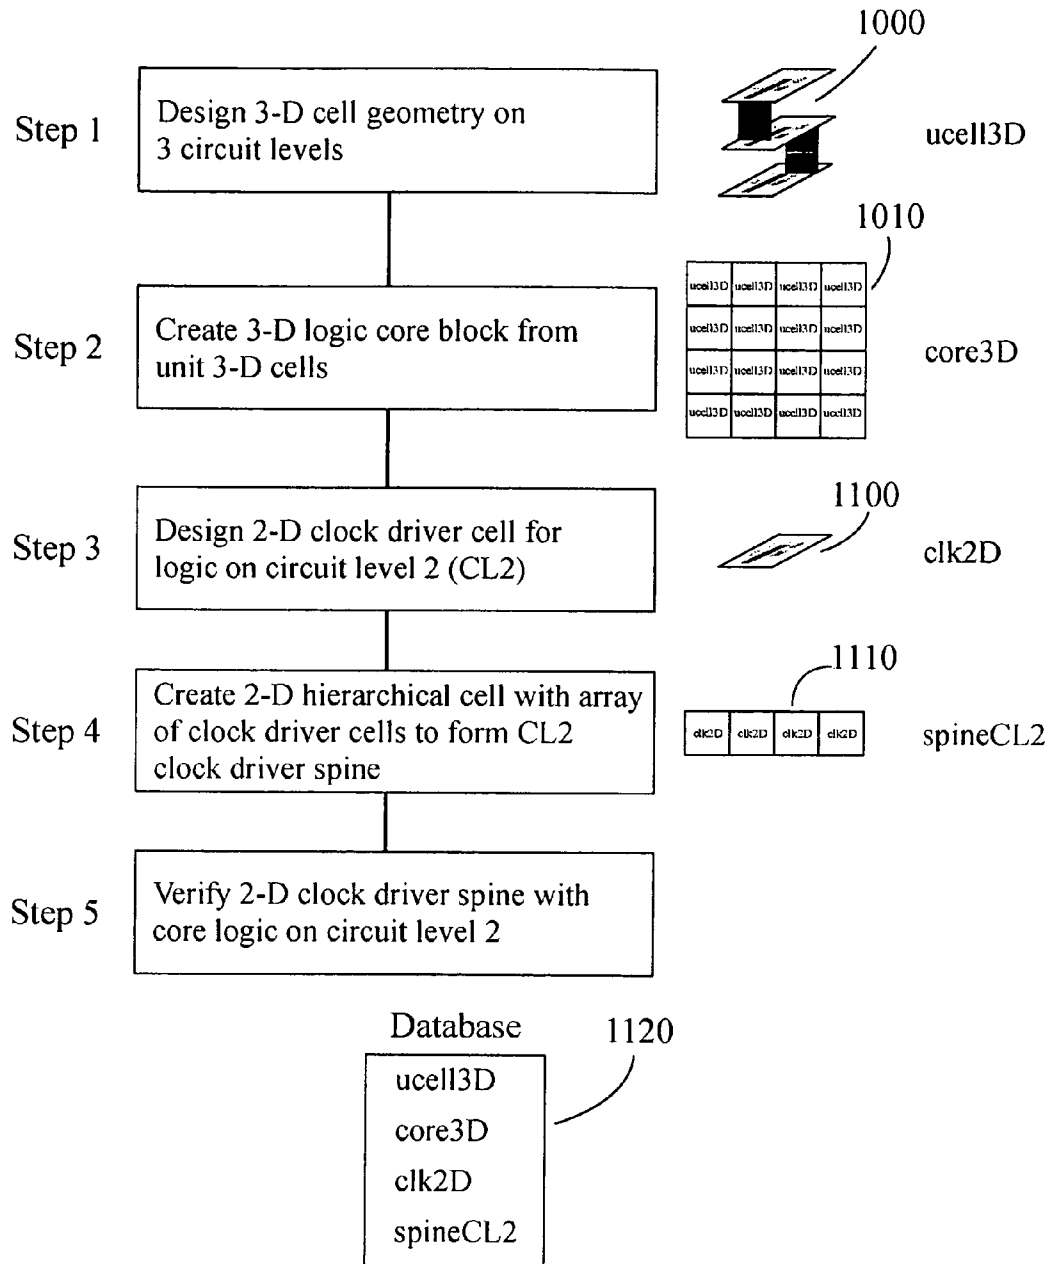 1000
Step 1
Design 3-D cell geometry on
3 circuit levels
ucell3D
1010
Step 2
Create 3-D logic core block from
unit 3-D cells
ucell3D ucell3D ucell3D ucell3D
ucell3D ucell3D ucell3D ucell3D
ucell3D ucell3D ucell3D ucell3D
ucell3D ucell3D ucell3D ucell3D
core3D
Step 3
Design 2-D clock driver cell for
logic on circuit level 2 (CL2)
1100
clk2D
Step 4
Create 2-D hierarchical cell with array
of clock driver cells to form CL2
clock driver spine
1110
clk2D clk2D clk2D clk2D
spineCL2
Step 5
Verify 2-D clock driver spine with
core logic on circuit level 2
Database
1120
ucell3D
core3D
clk2D
spineCL2